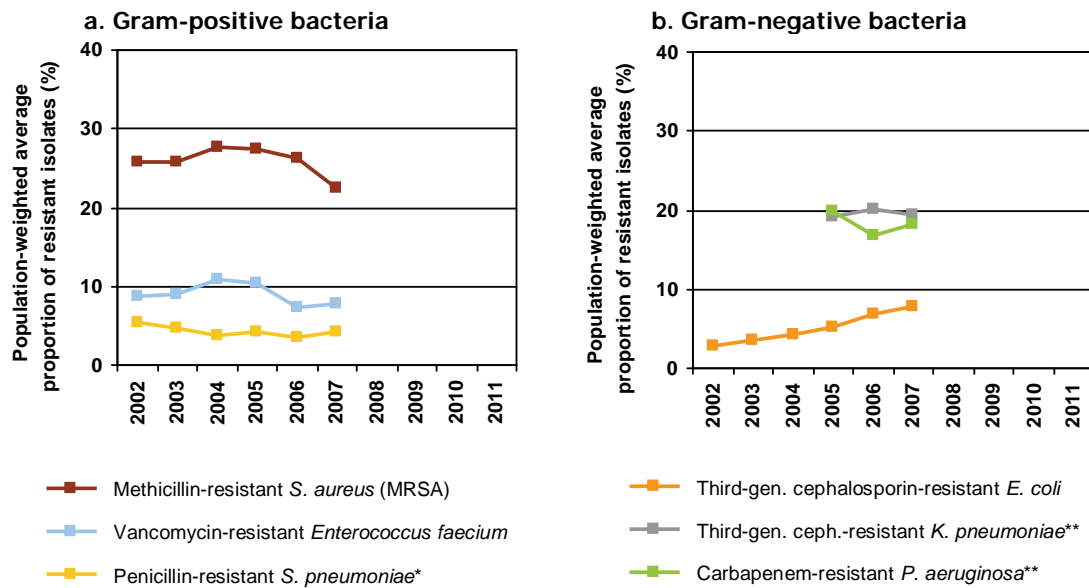 a. Gram-positive bacteria
Population-weighted average
proportion of resistant isolates (%)
40
30
20
10
0
2002
2003
2004
2005
2006
2007
2008
2009
2010
2011
Methicillin-resistant S. aureus (MRSA)
Vancomycin-resistant Enterococcus faecium
Penicillin-resistant S. pneumoniae*
b. Gram-negative bacteria
Population-weighted average
proportion of resistant isolates (%)
40
30
20
10
0
2002
2003
2004
2005
2006
2007
2008
2009
2010
2011
Third-gen. cephalosporin-resistant E. coli
Third-gen. ceph.-resistant K. pneumoniae**
Carbapenem-resistant P. aeruginosa**